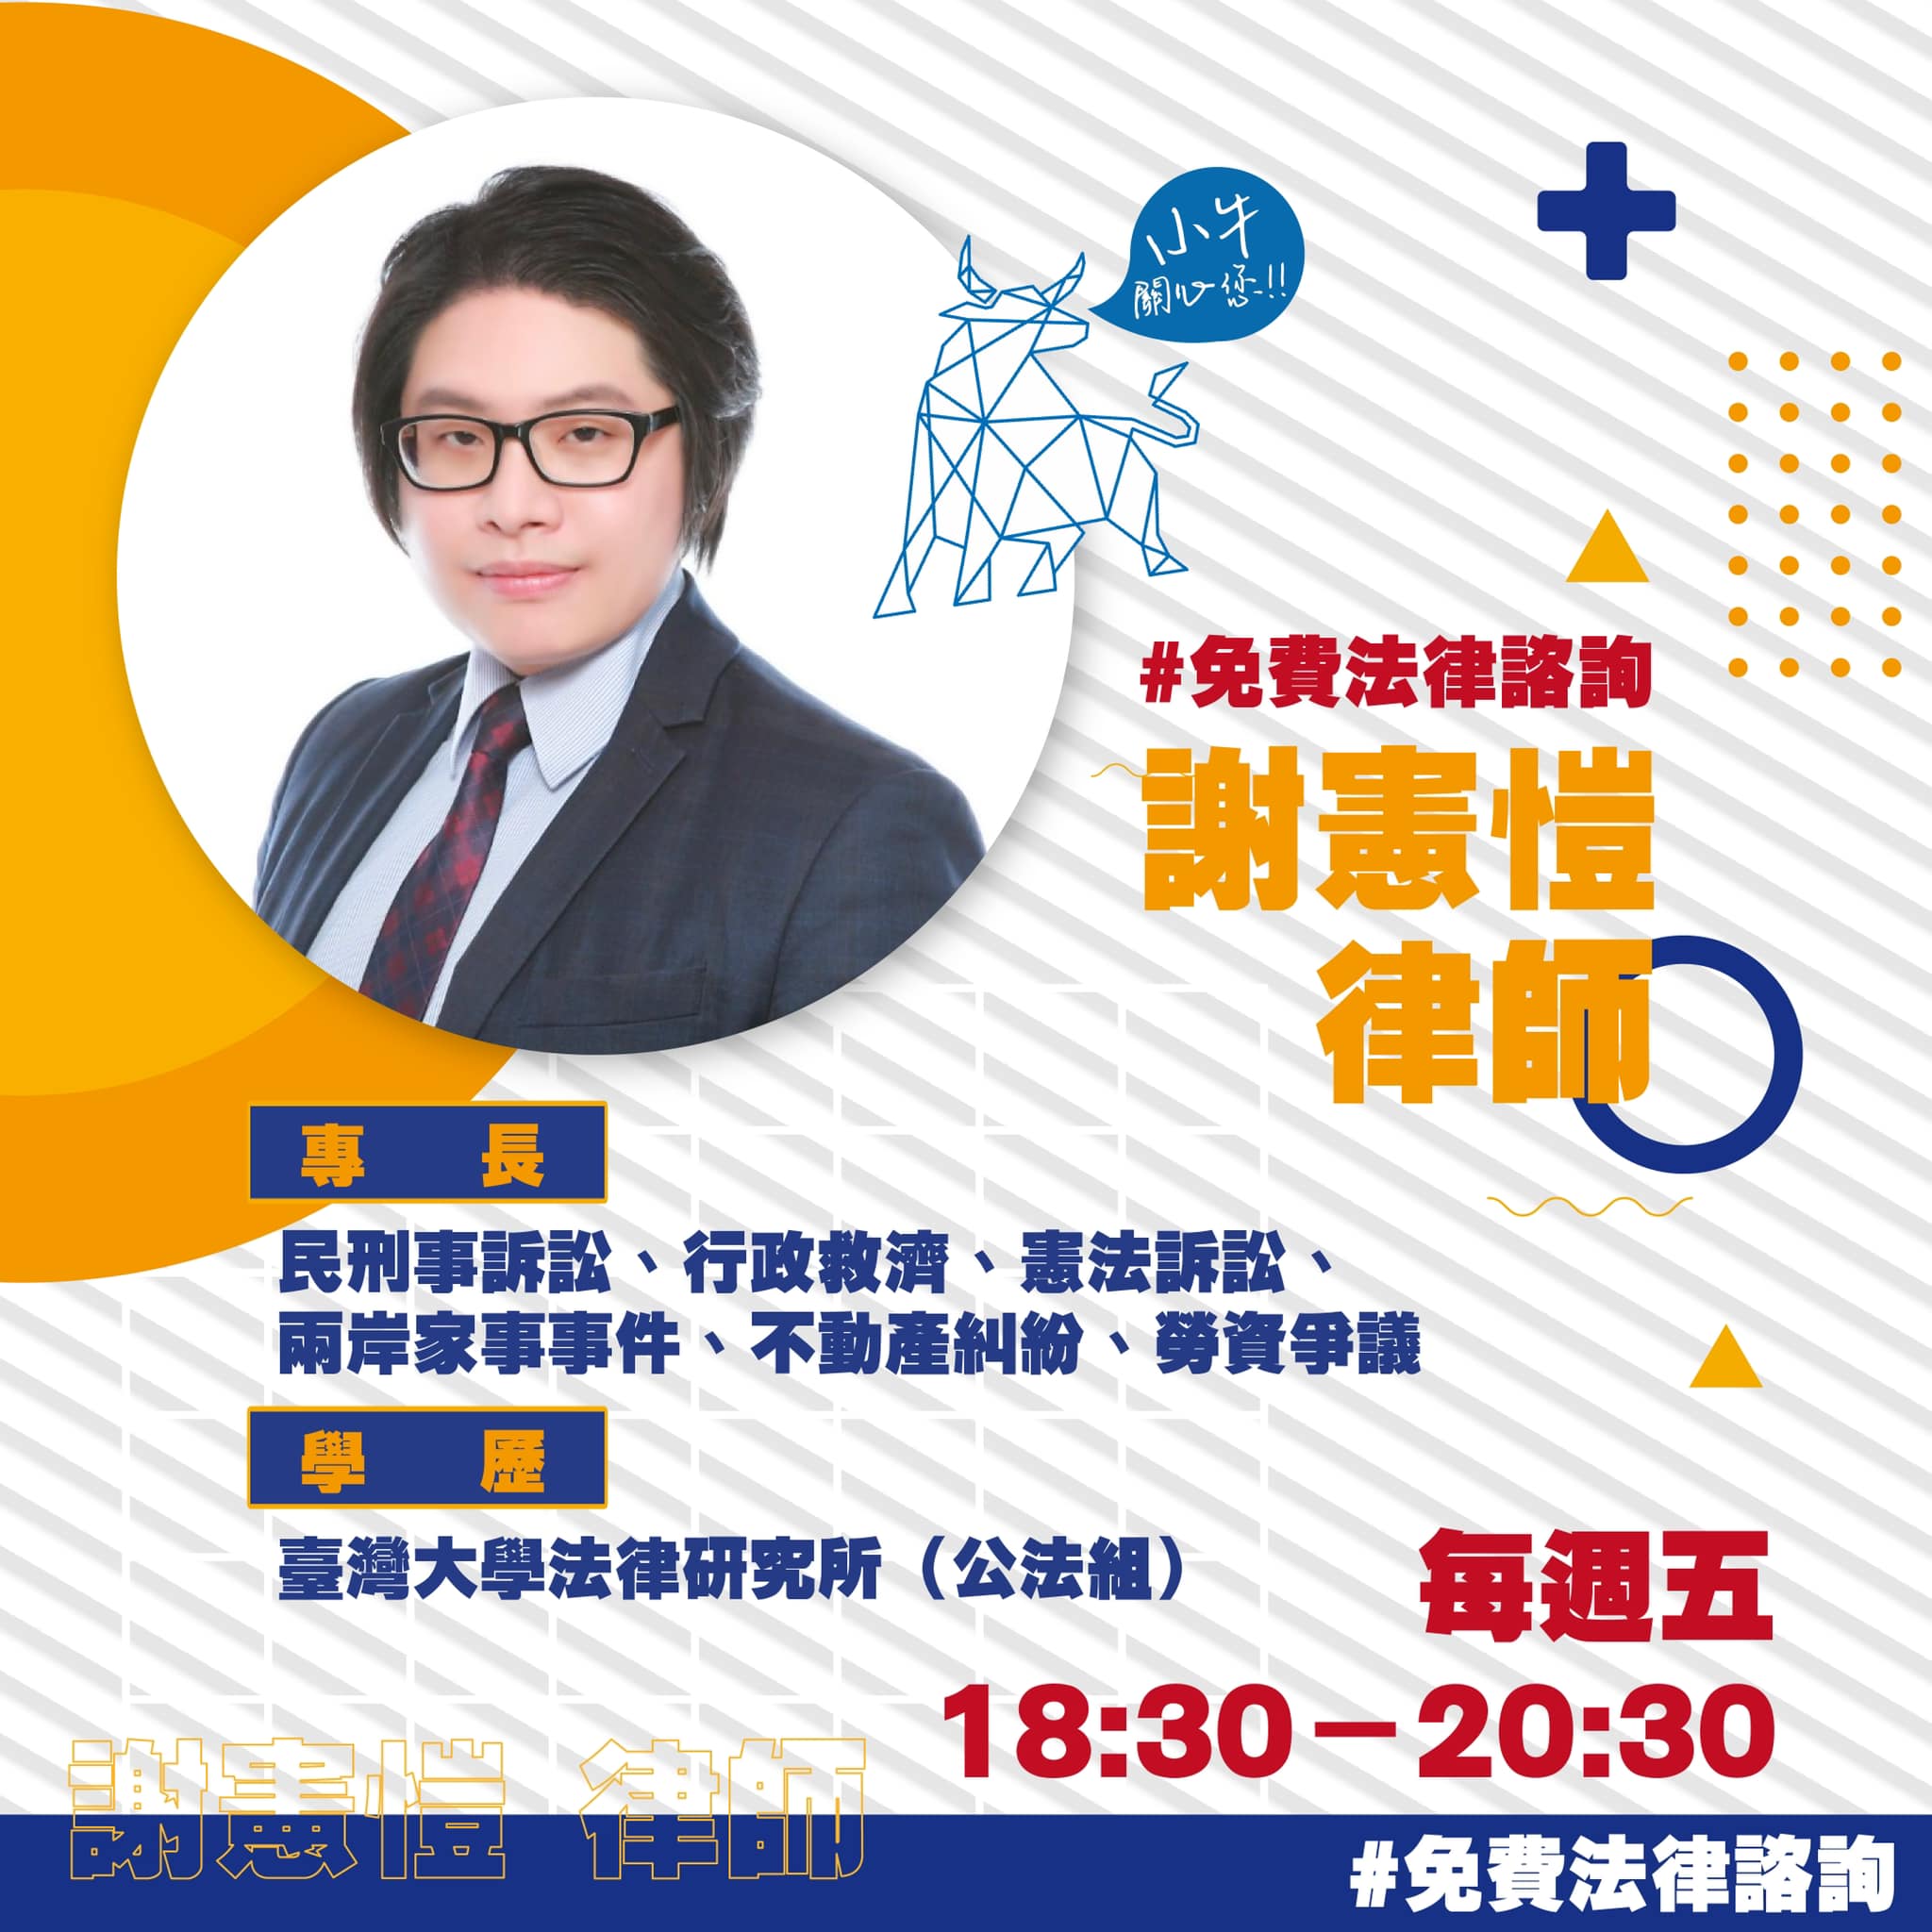 小牛
關心您!!
#免費法律諮詢
謝憲愷
律師
專 長
民刑事訴訟、行政救濟、憲法訴訟、
兩岸家事事件、不動產糾紛、勞資爭議
學 歷
臺灣大學法律研究所（公法組）
每週五
18:30－20:30
謝憲愷 律師
#免費法律諮詢